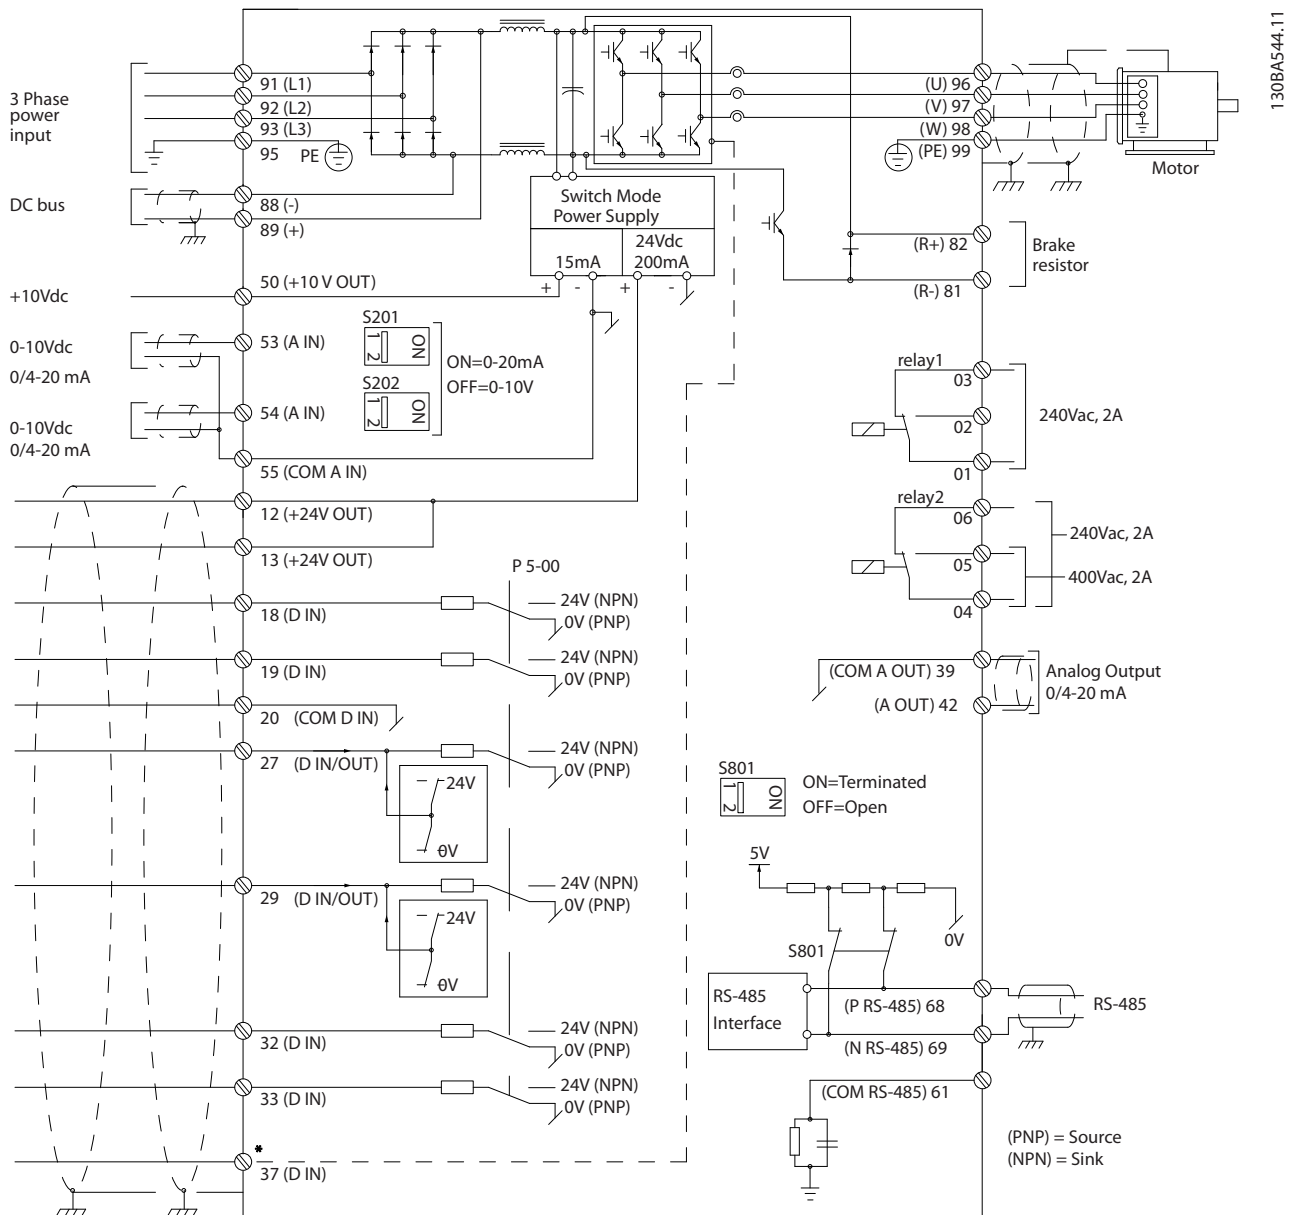 130BA544.11
3 Phase
power
input
91 (L1)
92 (L2)
93 (L3)
95 PE
DC bus
88 (-)
89 (+)
+10Vdc
50 (+10 V OUT)
0-10Vdc
0/4-20 mA
53 (A IN)
0-10Vdc
0/4-20 mA
54 (A IN)
55 (COM A IN)
12 (+24V OUT)
13 (+24V OUT)
18 (D IN)
19 (D IN)
20 (COM D IN)
27 (D IN/OUT)
24V
0V
29 (D IN/OUT)
24V
0V
32 (D IN)
33 (D IN)
*
37 (D IN)
S201
1 2
ON
S202
1 2
ON
ON=0-20mA
OFF=0-10V
Switch Mode
Power Supply
24Vdc
15mA 200mA
+ - + -
P 5-00
24V (NPN)
0V (PNP)
24V (NPN)
0V (PNP)
24V (NPN)
0V (PNP)
24V (NPN)
0V (PNP)
24V (NPN)
0V (PNP)
24V (NPN)
0V (PNP)
(U) 96
(V) 97
(W) 98
(PE) 99
Motor
(R+) 82
(R-) 81
Brake
resistor
relay1
03
02
01
240Vac, 2A
relay2
06
05
04
240Vac, 2A
400Vac, 2A
(COM A OUT) 39
(A OUT) 42
Analog Output
0/4-20 mA
S801
1 2
ON
ON=Terminated
OFF=Open
5V
0V
S801
RS-485
Interface
(P RS-485) 68
(N RS-485) 69
RS-485
(COM RS-485) 61
(PNP) = Source
(NPN) = Sink